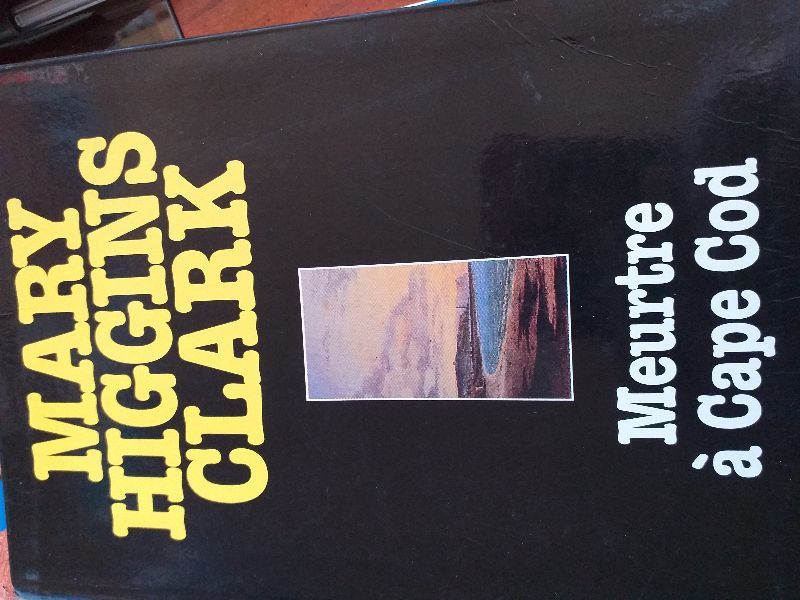 MARY
HIGGINS
CLARK
Meurtre
à Cape Cod